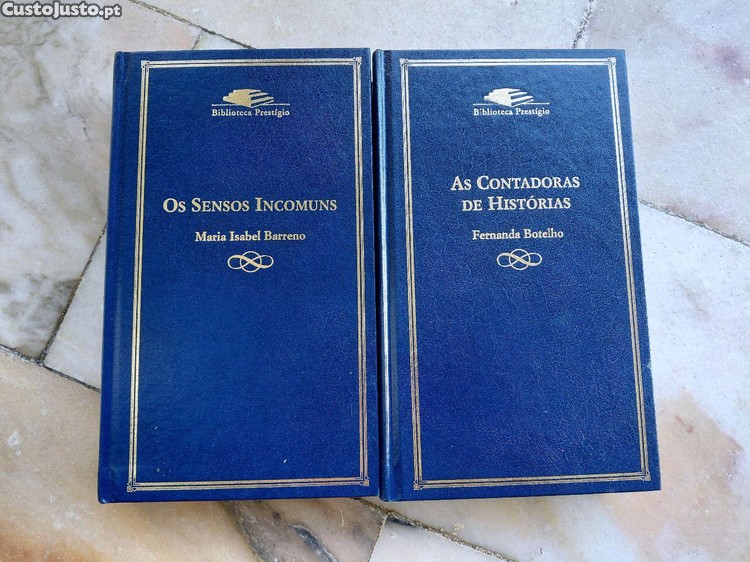 CustoJusto.pt
Biblioteca Prestígio
OS SENSOS INCOMUNS
Maria Isabel Barreno
Biblioteca Prestígio
AS CONTADORAS
DE HISTÓRIAS
Fernanda Botelho